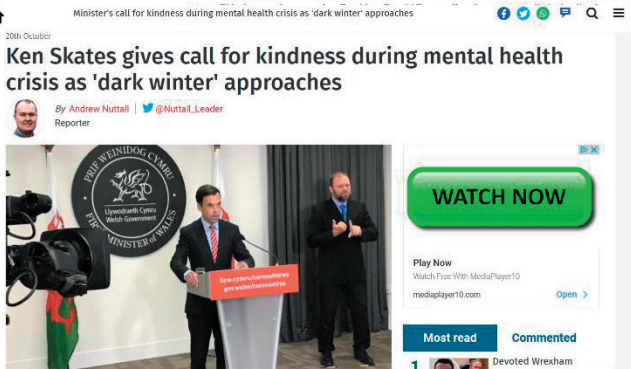 Minister's call for kindness during mental health crisis as 'dark winter' approaches
20th October
Ken Skates gives call for kindness during mental health
crisis as 'dark winter' approaches
By Andrew Nuttall | @Nuttall_Leader
Reporter
PRIF WEINIDOG CYMRU
Llywodraeth Cymru
Welsh Government
FIRST MINISTER of WALES
llyw.cymru/coronafeirws
gov.wales/coronavirus
WATCH NOW
Play Now
Watch Free With MediaPlayer10
mediaplayer10.com
Open >
Most read
Commented
1
Devoted Wrexham